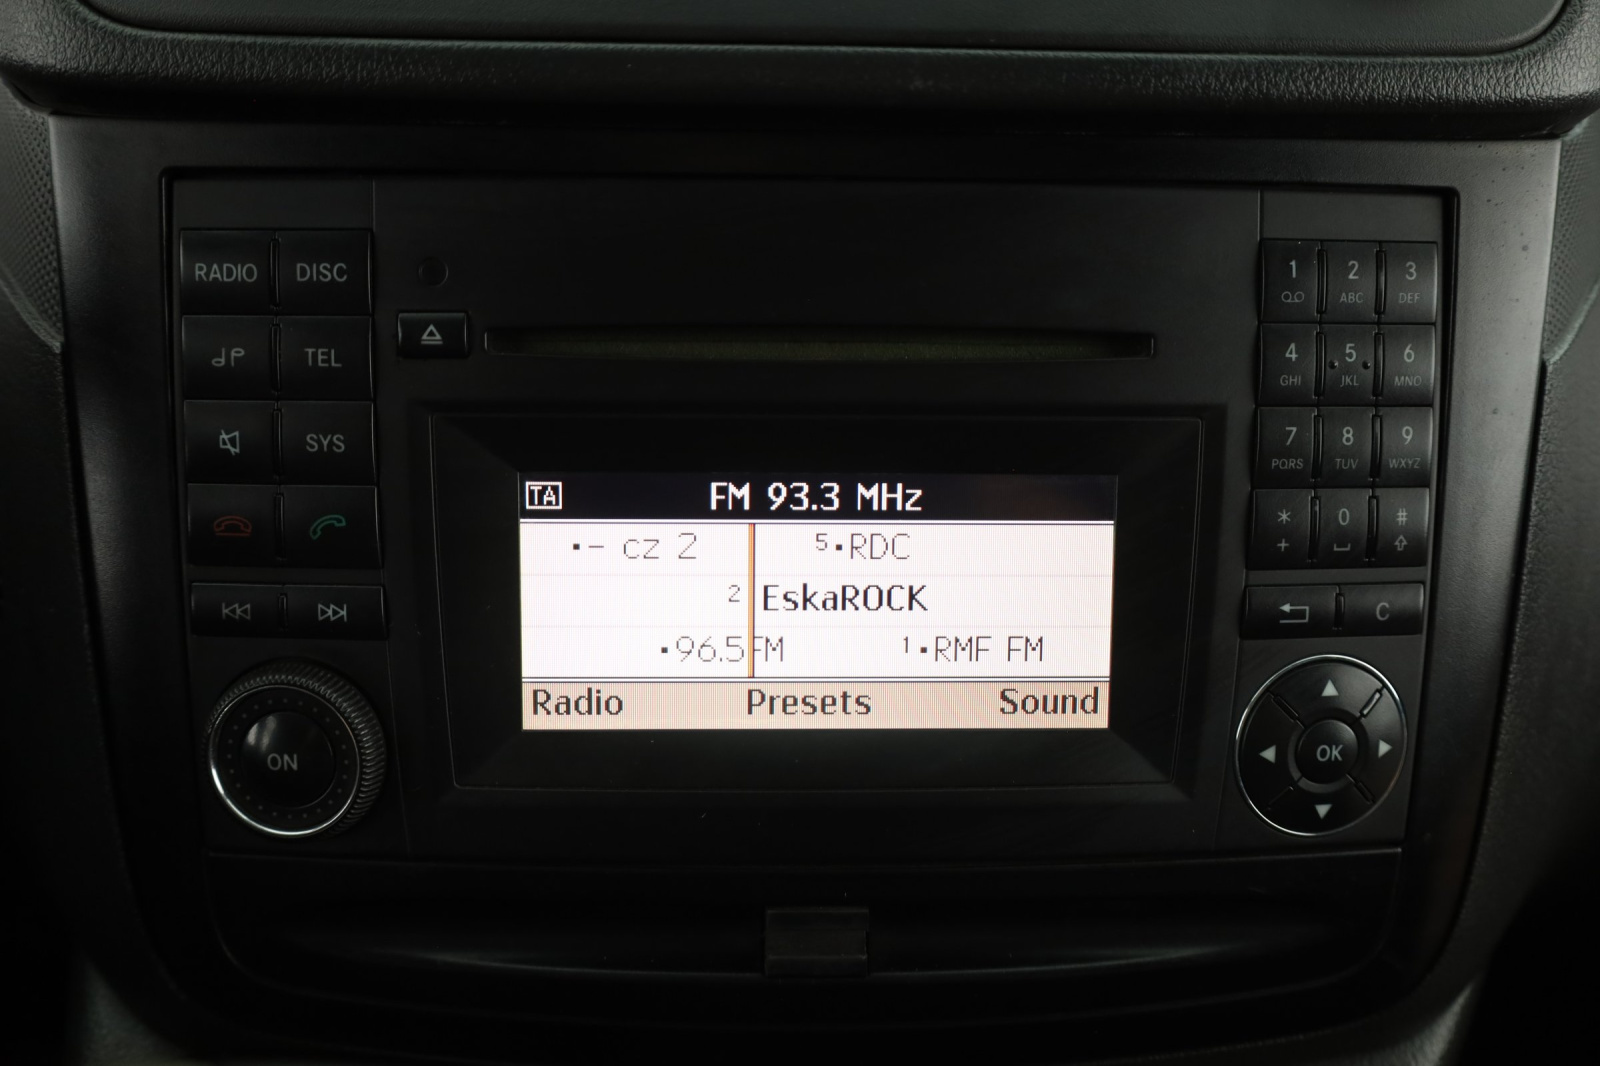 RADIO DISC
TEL
SYS
ON
TA FM 93.3 MHz
- cz 2 5 RDC
2 EskaROCK
96.5FM 1 RMF FM
Radio Presets Sound
1 2 3
ABC DEF
4 5 6
GHI JKL MNO
7 8 9
PQRS TUV WXYZ
* 0 #
+
C
OK